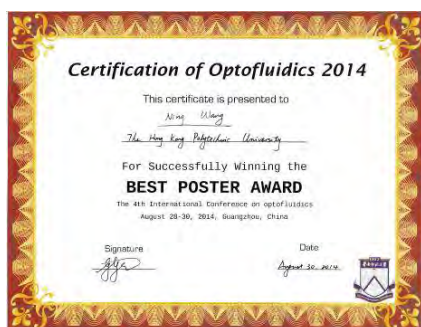 Certification of Optofluidics 2014
This certificate is presented to
Ning Wang
The Hong Kong Polytechnic University
For Successfully Winning the
BEST POSTER AWARD
The 4th International Conference on optofluidics
August 28-30, 2014, Guangzhou, China
Signature
Date
August 30. 2014